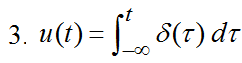 3. u(t) = ∫_{-∞}^{t} δ(τ) dτ